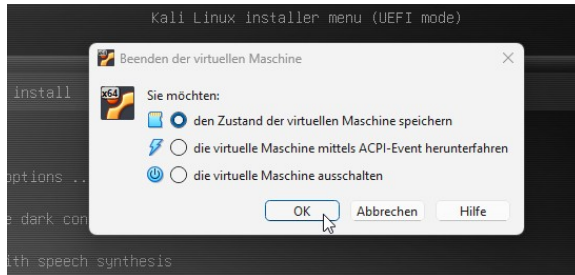 Kali Linux installer menu (UEFI mode)
Beenden der virtuellen Maschine
install
x64
Sie möchten:
den Zustand der virtuellen Maschine speichern
die virtuelle Maschine mittels ACPI-Event herunterfahren
options ..
die virtuelle Maschine ausschalten
e dark con
OK Abbrechen Hilfe
ith speech synthesis